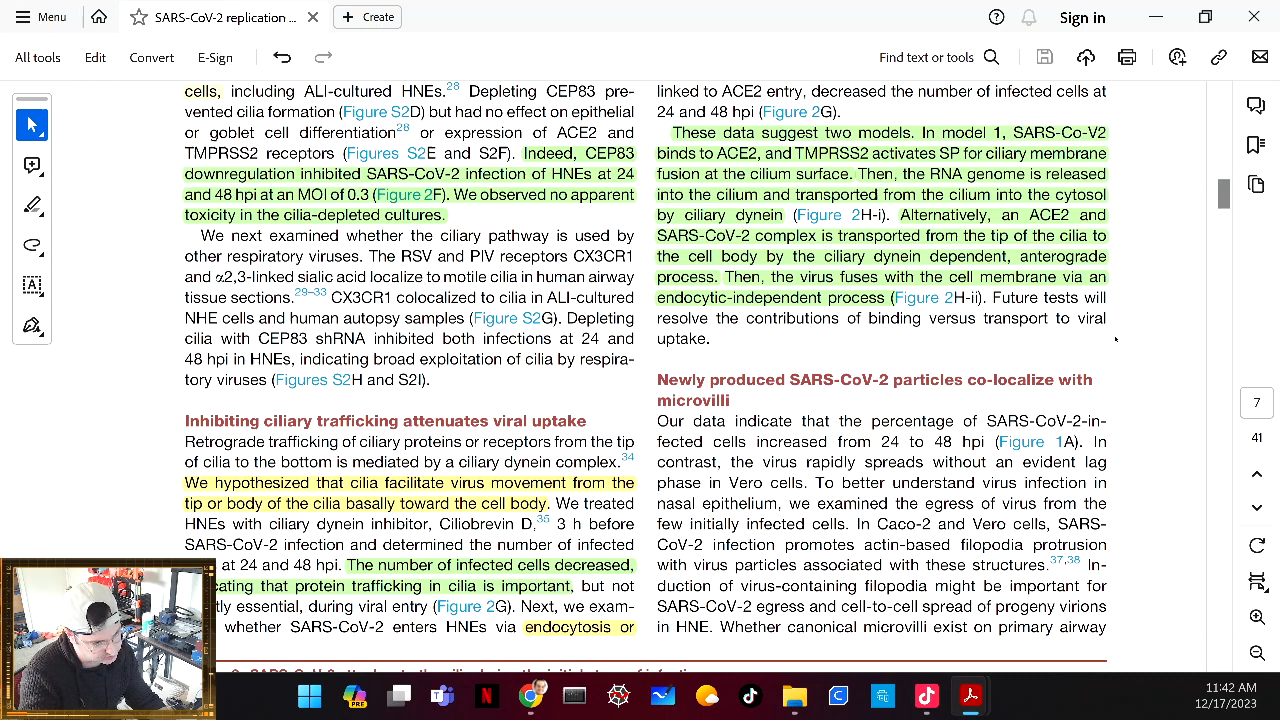 Menu
SARS-CoV-2 replication ...
Create
Sign in
All tools
Edit
Convert
E-Sign
Find text or tools
cells, including ALI-cultured HNEs.28 Depleting CEP83 pre-
vented cilia formation (Figure S2D) but had no effect on epithelial
or goblet cell differentiation28 or expression of ACE2 and
TMPRSS2 receptors (Figures S2E and S2F). Indeed, CEP83
downregulation inhibited SARS-CoV-2 infection of HNEs at 24
and 48 hpi at an MOI of 0.3 (Figure 2F). We observed no apparent
toxicity in the cilia-depleted cultures.
We next examined whether the ciliary pathway is used by
other respiratory viruses. The RSV and PIV receptors CX3CR1
and α2,3-linked sialic acid localize to motile cilia in human airway
tissue sections.29–33 CX3CR1 colocalized to cilia in ALI-cultured
NHE cells and human autopsy samples (Figure S2G). Depleting
cilia with CEP83 shRNA inhibited both infections at 24 and
48 hpi in HNEs, indicating broad exploitation of cilia by respira-
tory viruses (Figures S2H and S2I).
Inhibiting ciliary trafficking attenuates viral uptake
Retrograde trafficking of ciliary proteins or receptors from the tip
of cilia to the bottom is mediated by a ciliary dynein complex.34
We hypothesized that cilia facilitate virus movement from the
tip or body of the cilia basally toward the cell body. We treated
HNEs with ciliary dynein inhibitor, Ciliobrevin D,35 3 h before
SARS-CoV-2 infection and determined the number of infected
at 24 and 48 hpi. The number of infected cells decreased,
cating that protein trafficking in cilia is important, but not
tly essential, during viral entry (Figure 2G). Next, we exam-
whether SARS-CoV-2 enters HNEs via endocytosis or
linked to ACE2 entry, decreased the number of infected cells at
24 and 48 hpi (Figure 2G).
These data suggest two models. In model 1, SARS-Co-V2
binds to ACE2, and TMPRSS2 activates SP for ciliary membrane
fusion at the cilium surface. Then, the RNA genome is released
into the cilium and transported from the cilium into the cytosol
by ciliary dynein (Figure 2H-i). Alternatively, an ACE2 and
SARS-CoV-2 complex is transported from the tip of the cilia to
the cell body by the ciliary dynein dependent, anterograde
process. Then, the virus fuses with the cell membrane via an
endocytic-independent process (Figure 2H-ii). Future tests will
resolve the contributions of binding versus transport to viral
uptake.
Newly produced SARS-CoV-2 particles co-localize with
microvilli
Our data indicate that the percentage of SARS-CoV-2-in-
fected cells increased from 24 to 48 hpi (Figure 1A). In
contrast, the virus rapidly spreads without an evident lag
phase in Vero cells. To better understand virus infection in
nasal epithelium, we examined the egress of virus from the
few initially infected cells. In Caco-2 and Vero cells, SARS-
CoV-2 infection promotes actin-based filopodia protrusion
with virus particles associated with these structures.37,38 In-
duction of virus-containing filopodia might be important for
SARS-CoV-2 egress and cell-to-cell spread of progeny virions
in HNE. Whether canonical microvilli exist on primary airway
7
41
PRE
11:42 AM
12/17/2023